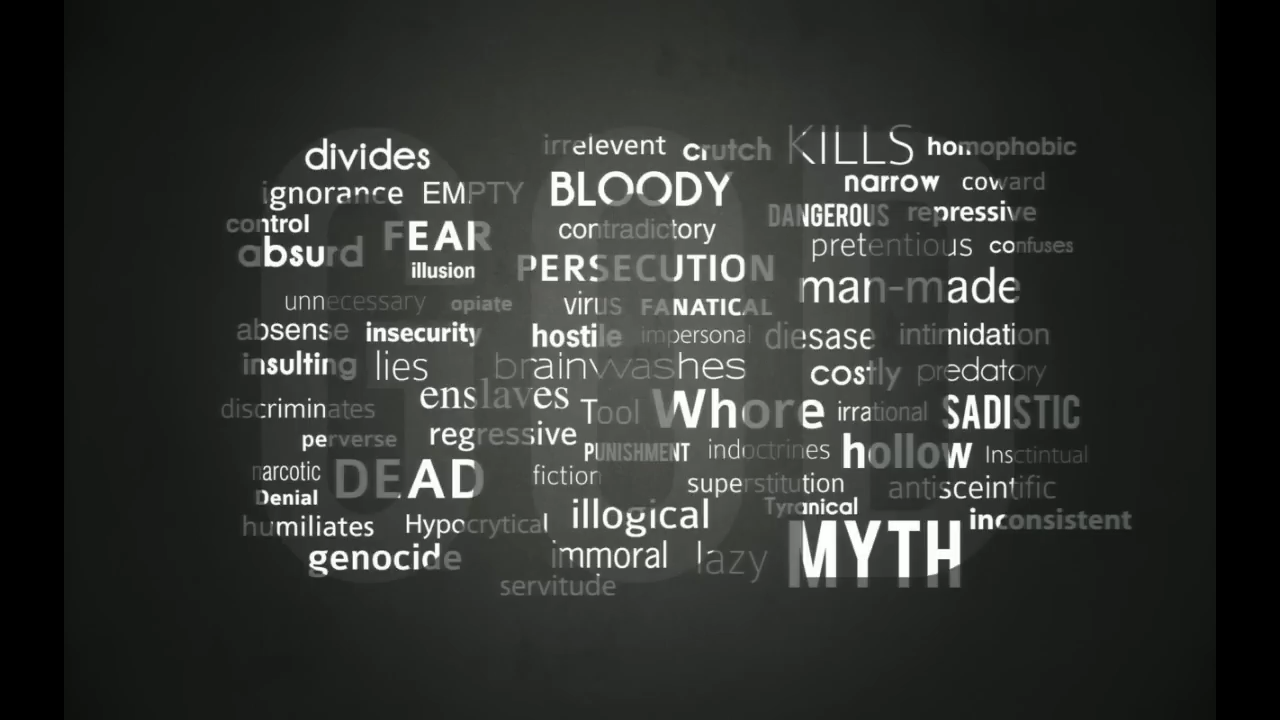 divides irrelevent crutch KILLS homophobic
ignorance EMPTY BLOODY narrow coward
control FEAR contradictory DANGEROUS repressive
absurd illusion PERSECUTION pretentious confuses
unnecessary opiate virus FANATICAL man-made
absense insecurity hostile impersonal diesease intimidation
insulting lies brainwashes costly predatory
discriminates enslaves Tool Whore irrational SADISTIC
perverse regressive PUNISHMENT indoctrines hollow Insctintual
narcotic DEAD fiction superstitution antisceintific
Denial Tyranical
humiliates Hypocrytical illogical MYTH inconsistent
genocide immoral lazy
servitude
GOD